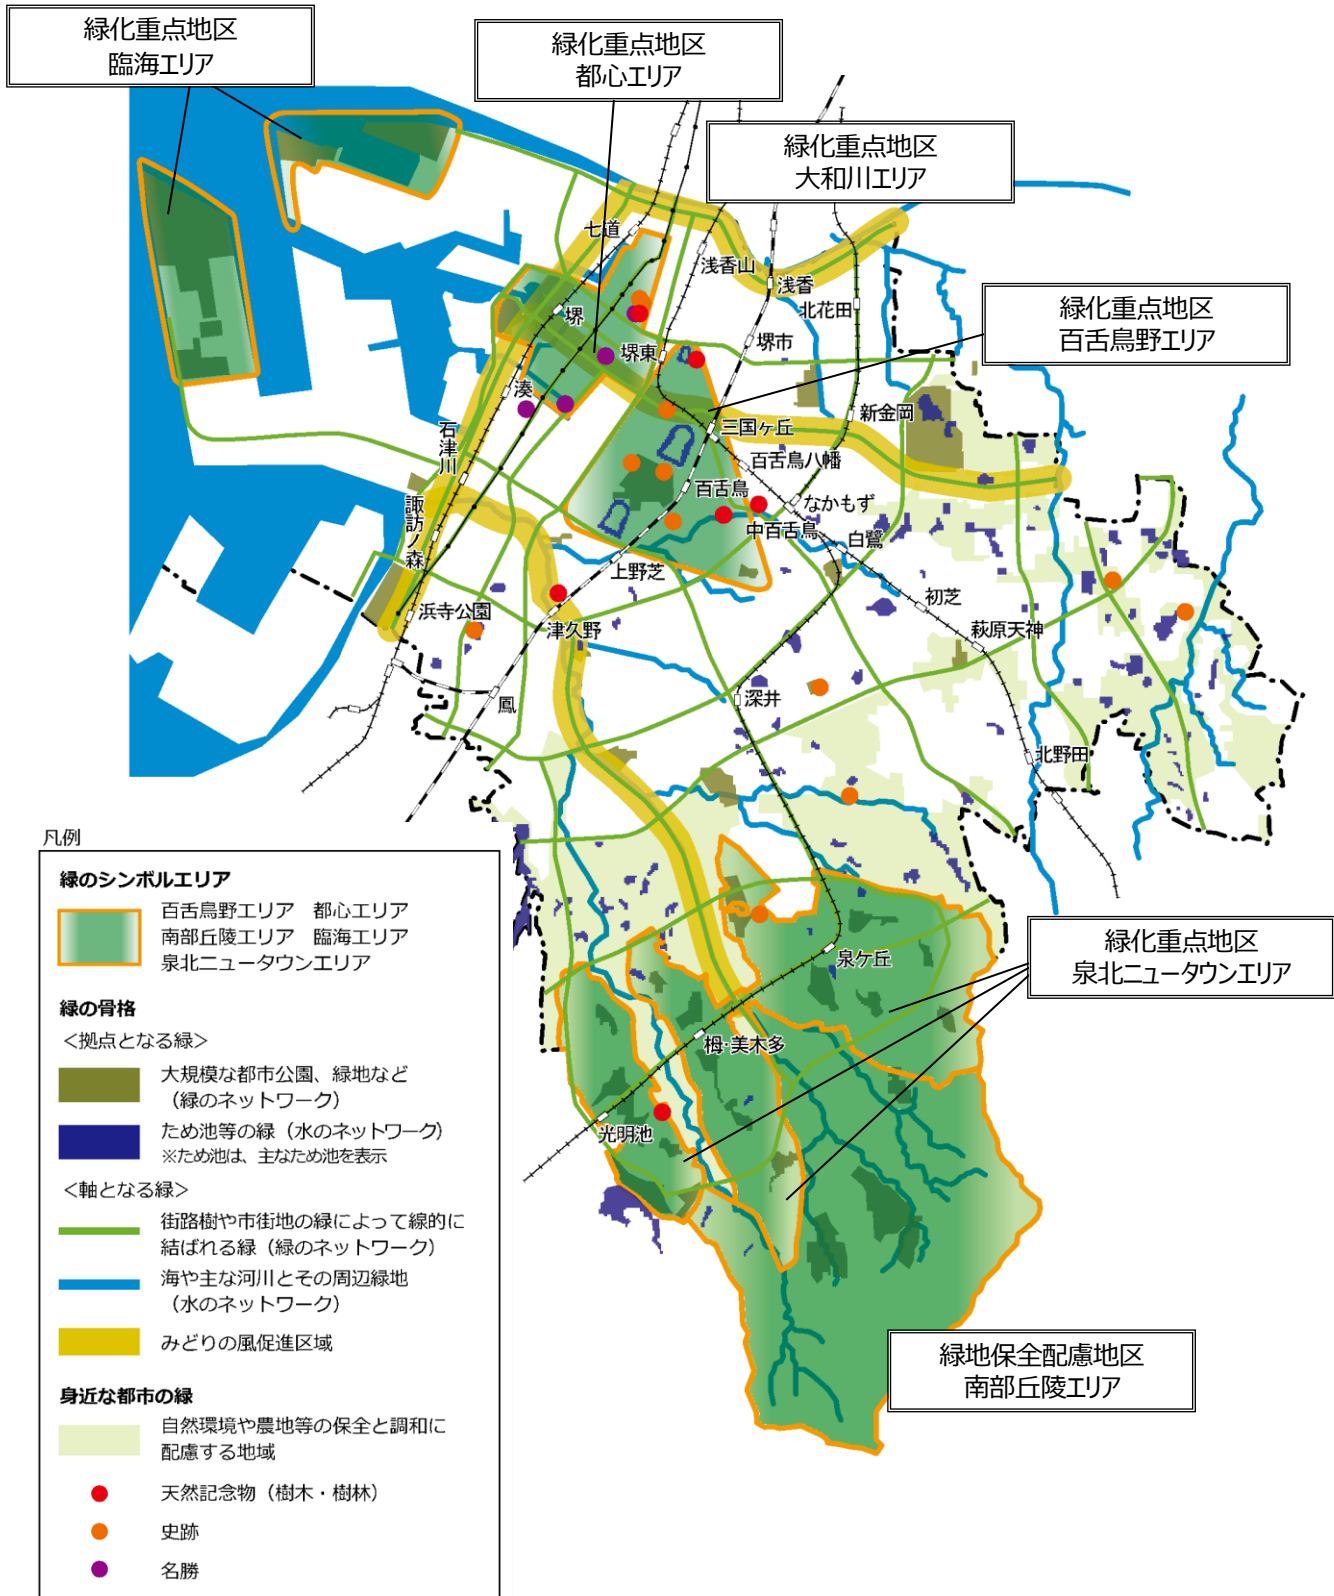 緑化重点地区
臨海エリア
緑化重点地区
都心エリア
緑化重点地区
大和川エリア
緑化重点地区
百舌鳥野エリア
七道
浅香山
浅香
北花田
堺
堺東
堺市
湊
新金岡
石津川
三国ヶ丘
百舌鳥八幡
百舌鳥
なかもず
中百舌鳥
諏訪ノ森
白鷺
上野芝
初芝
浜寺公園
津久野
萩原天神
鳳
深井
北野田
緑化重点地区
泉北ニュータウンエリア
泉ケ丘
栂・美木多
光明池
緑地保全配慮地区
南部丘陵エリア
凡例
緑のシンボルエリア
百舌鳥野エリア 都心エリア
南部丘陵エリア 臨海エリア
泉北ニュータウンエリア
緑の骨格
<拠点となる緑>
大規模な都市公園、緑地など
(緑のネットワーク)
ため池等の緑(水のネットワーク)
※ため池は、主なため池を表示
<軸となる緑>
街路樹や市街地の緑によって線的に
結ばれる緑(緑のネットワーク)
海や主な河川とその周辺緑地
(水のネットワーク)
みどりの風促進区域
身近な都市の緑
自然環境や農地等の保全と調和に
配慮する地域
天然記念物(樹木・樹林)
史跡
名勝